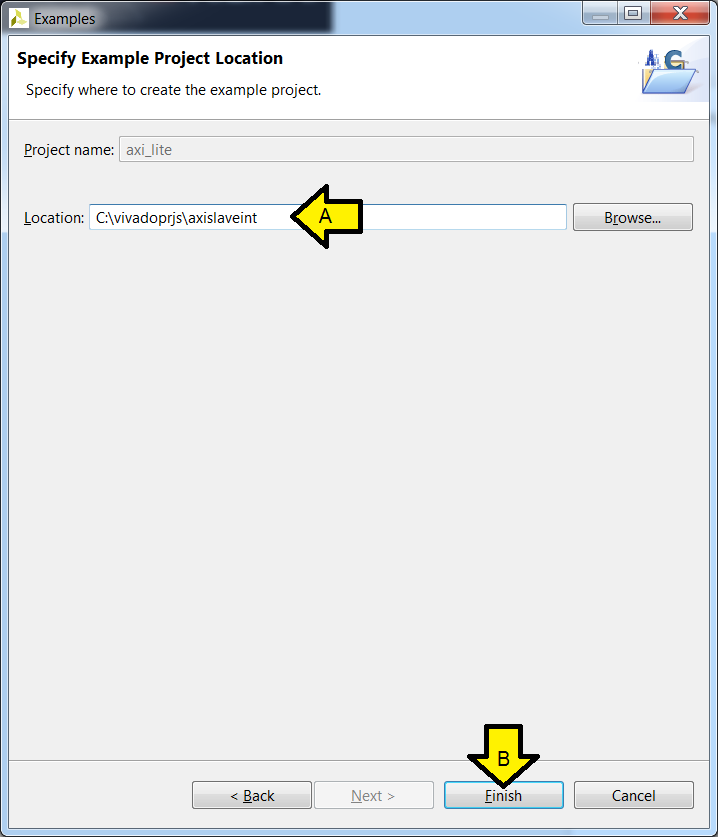 Examples
Specify Example Project Location
Specify where to create the example project.
Project name: axi_lite
Location: C:\vivadoprjs\axislaveint A Browse...
B
< Back Next > Finish Cancel